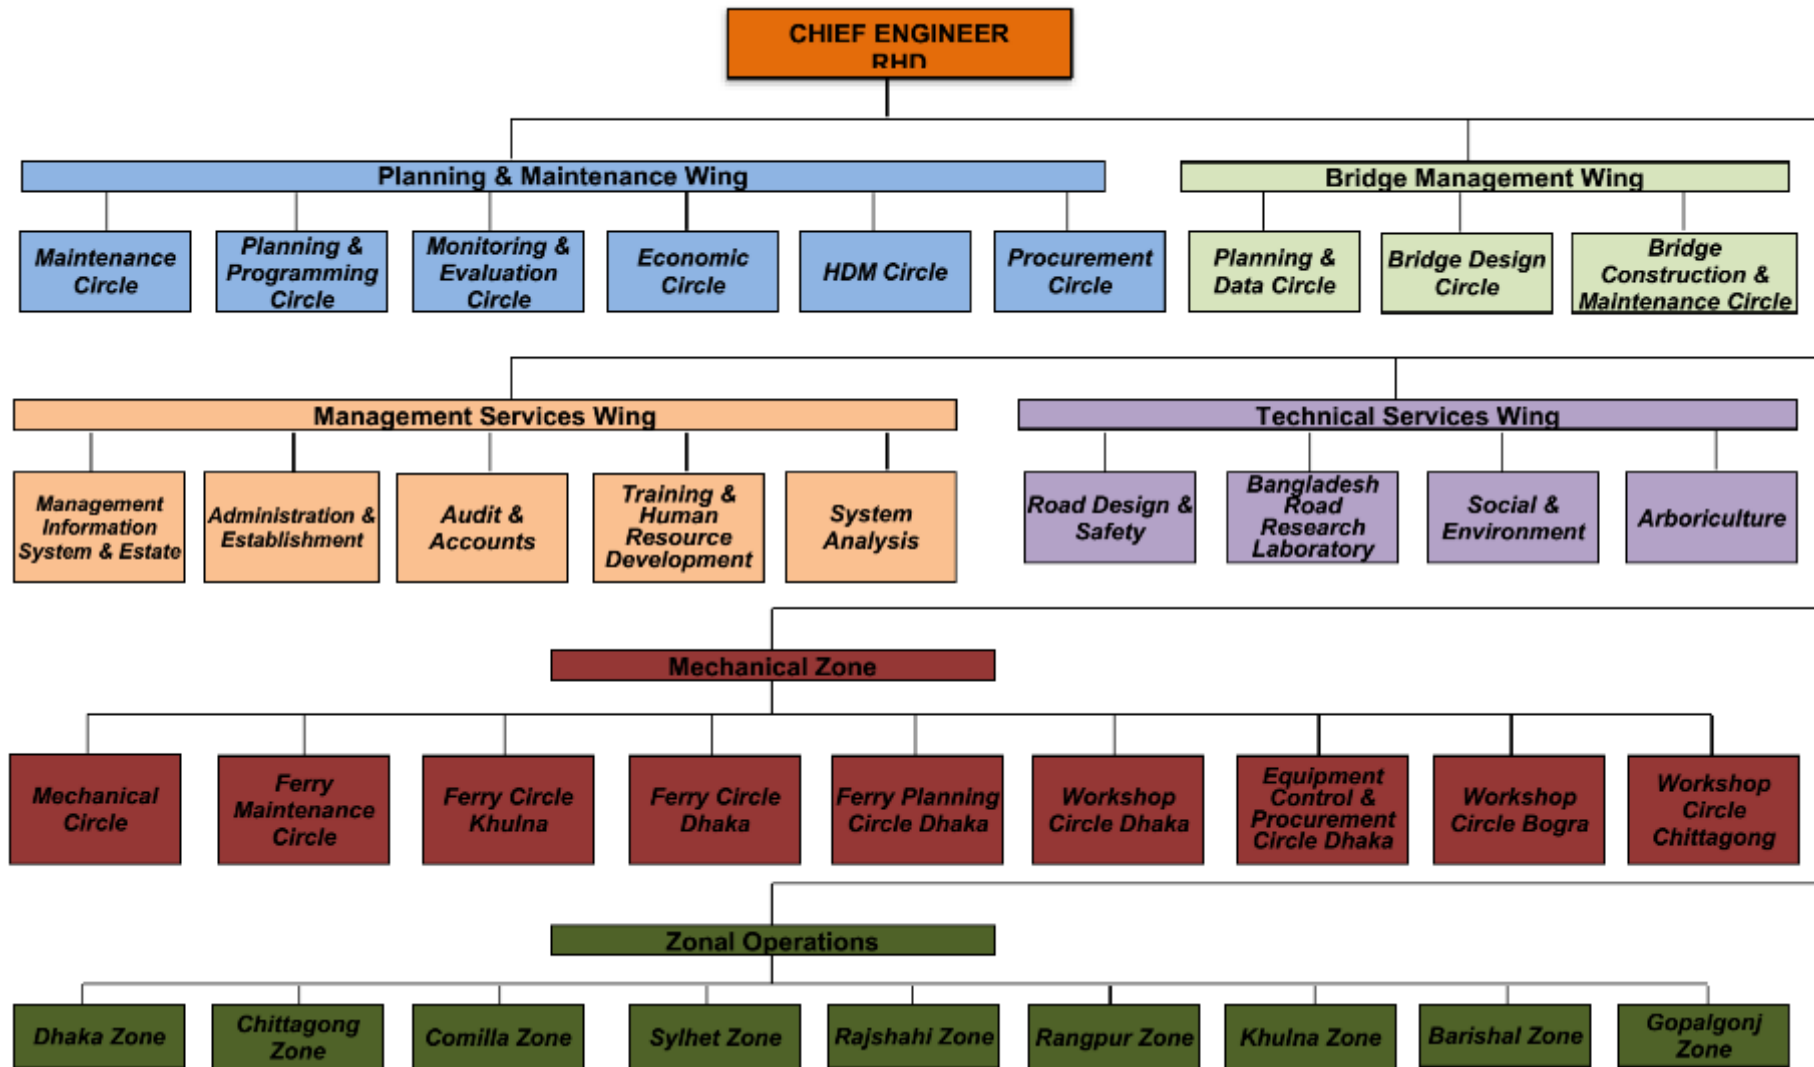 CHIEF ENGINEER
RHD
Planning & Maintenance Wing
Bridge Management Wing
Maintenance
Circle
Planning &
Programming
Circle
Monitoring &
Evaluation
Circle
Economic
Circle
HDM Circle
Procurement
Circle
Planning &
Data Circle
Bridge Design
Circle
Bridge
Construction &
Maintenance Circle
Management Services Wing
Technical Services Wing
Management
Information
System & Estate
Administration &
Establishment
Audit &
Accounts
Training &
Human
Resource
Development
System
Analysis
Road Design &
Safety
Bangladesh
Road
Research
Laboratory
Social &
Environment
Arboriculture
Mechanical Zone
Mechanical
Circle
Ferry
Maintenance
Circle
Ferry Circle
Khulna
Ferry Circle
Dhaka
Ferry Planning
Circle Dhaka
Workshop
Circle Dhaka
Equipment
Control &
Procurement
Circle Dhaka
Workshop
Circle Bogra
Workshop
Circle
Chittagong
Zonal Operations
Dhaka Zone
Chittagong
Zone
Comilla Zone
Sylhet Zone
Rajshahi Zone
Rangpur Zone
Khulna Zone
Barishal Zone
Gopalgonj
Zone